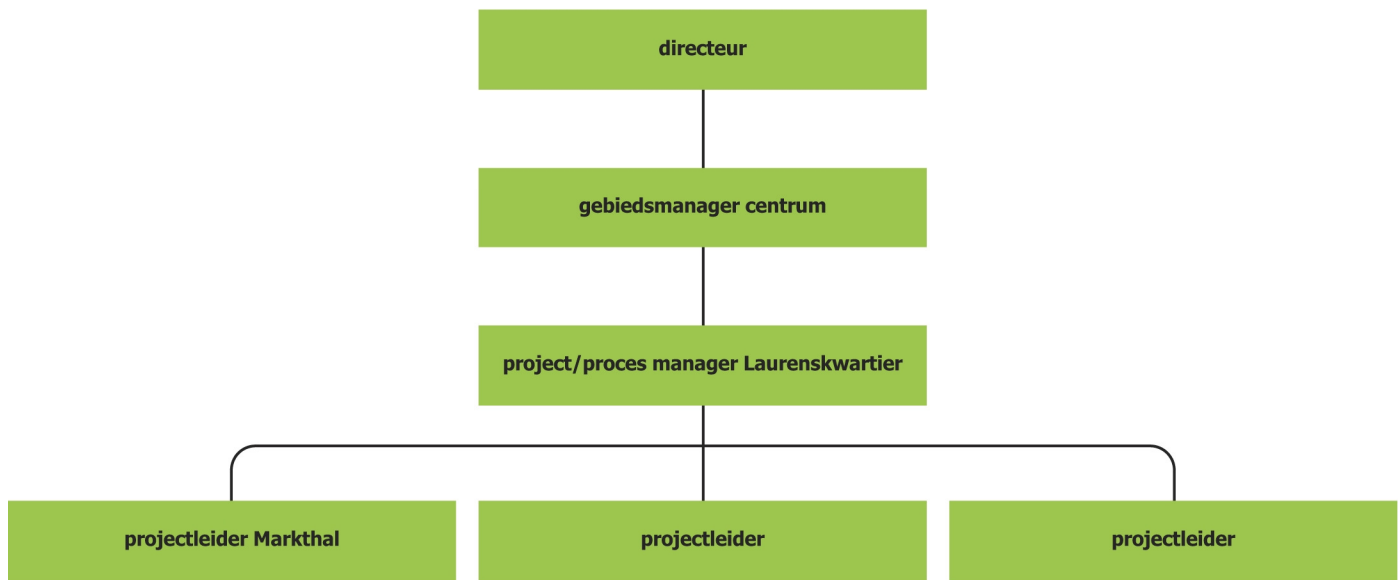 directeur
gebiedsmanager centrum
project/proces manager Laurenskwartier
projectleider Markthal
projectleider
projectleider